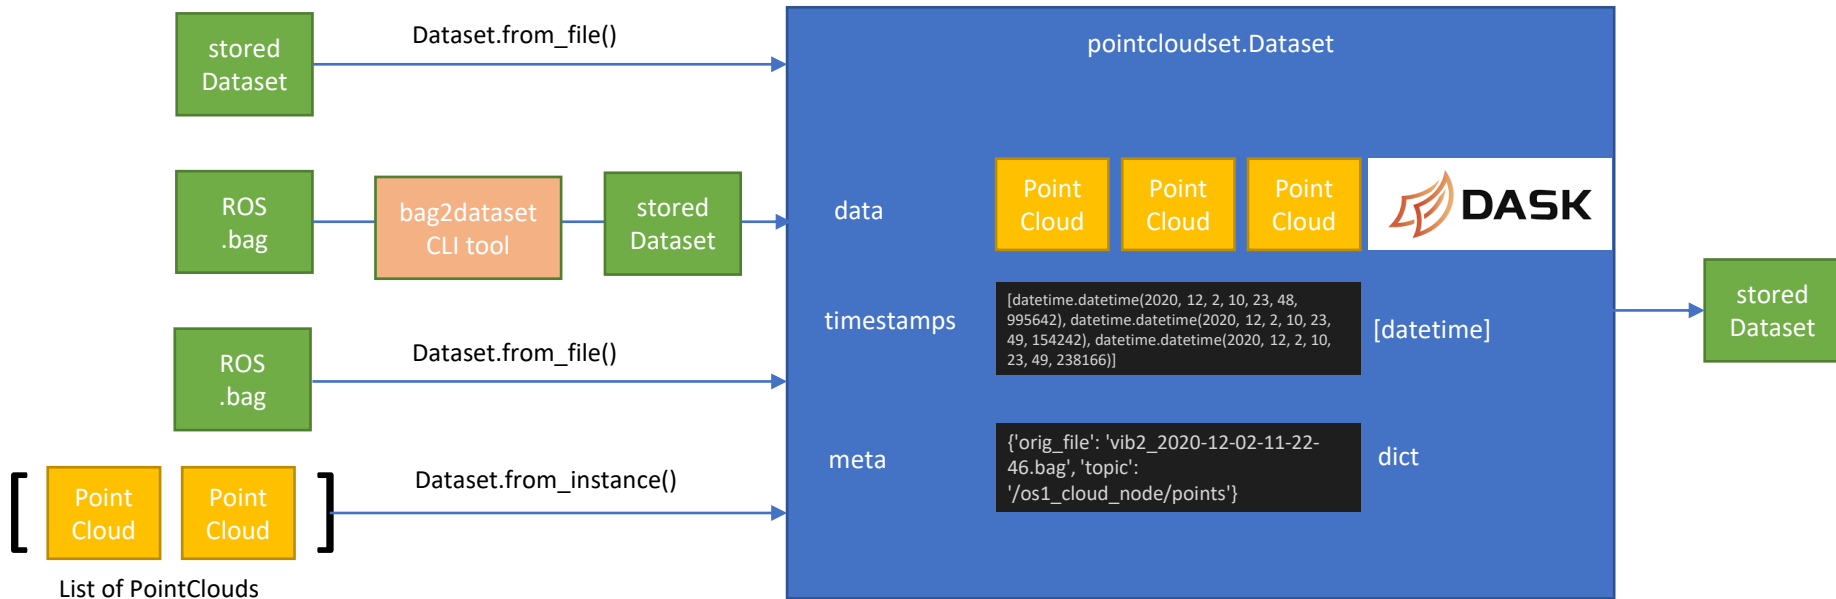 stored
Dataset
Dataset.from_file()
pointcloudset.Dataset
ROS
.bag
bag2dataset
CLI tool
stored
Dataset
data
Point
Cloud
Point
Cloud
Point
Cloud
DASK
timestamps
[datetime.datetime(2020, 12, 2, 10, 23, 48,
995642), datetime.datetime(2020, 12, 2, 10, 23,
49, 154242), datetime.datetime(2020, 12, 2, 10,
23, 49, 238166)]
[datetime]
stored
Dataset
ROS
.bag
Dataset.from_file()
meta
{'orig_file': 'vib2_2020-12-02-11-22-
46.bag', 'topic':
'/os1_cloud_node/points'}
dict
[
Point
Cloud
Point
Cloud
]
Dataset.from_instance()
List of PointClouds